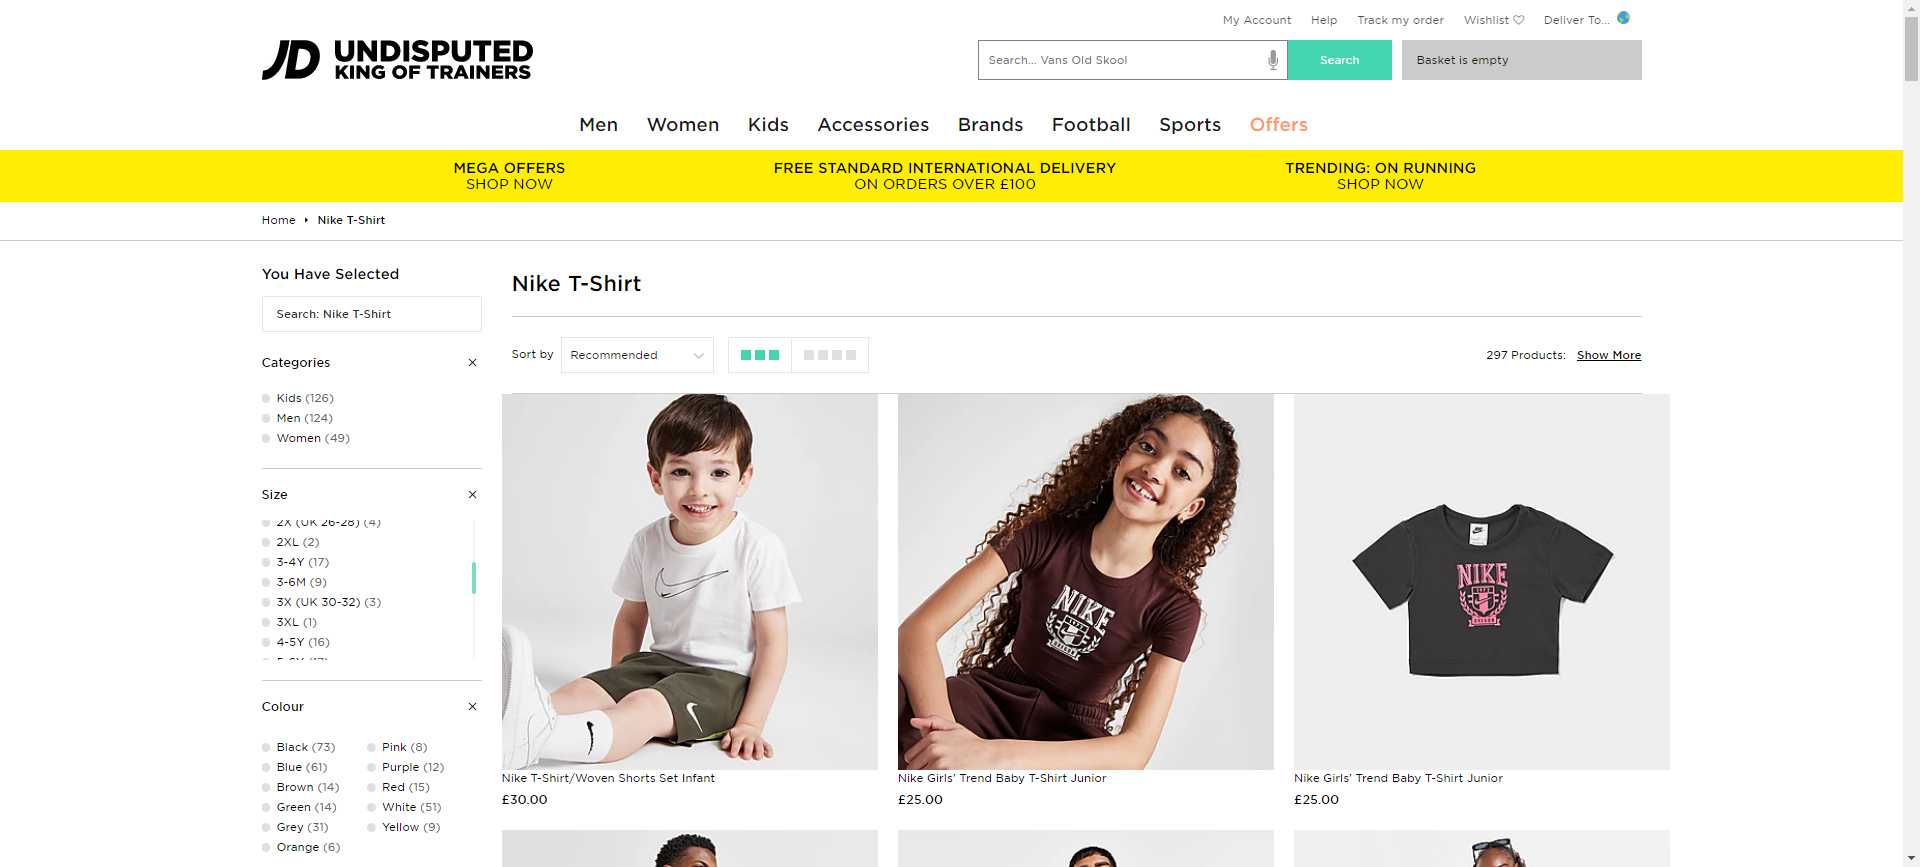 My Account
Help
Track my order
Wishlist
Deliver To...
JD UNDISPUTED
KING OF TRAINERS
Search... Vans Old Skool
Search
Basket is empty
Men
Women
Kids
Accessories
Brands
Football
Sports
Offers
MEGA OFFERS
SHOP NOW
FREE STANDARD INTERNATIONAL DELIVERY
ON ORDERS OVER £100
TRENDING: ON RUNNING
SHOP NOW
Home
Nike T-Shirt
You Have Selected
Search: Nike T-Shirt
Categories
Kids (126)
Men (124)
Women (49)
Size
2X (UK 26-28) (4)
2XL (2)
3-4Y (17)
3-6M (9)
3X (UK 30-32) (3)
3XL (1)
4-5Y (16)
Colour
Black (73)
Blue (61)
Brown (14)
Green (14)
Grey (31)
Orange (6)
Pink (8)
Purple (12)
Red (15)
White (51)
Yellow (9)
Nike T-Shirt
Sort by
Recommended
297 Products:
Show More
NIKE
NIKE
Nike T-Shirt/Woven Shorts Set Infant
£30.00
Nike Girls' Trend Baby T-Shirt Junior
£25.00
Nike Girls' Trend Baby T-Shirt Junior
£25.00